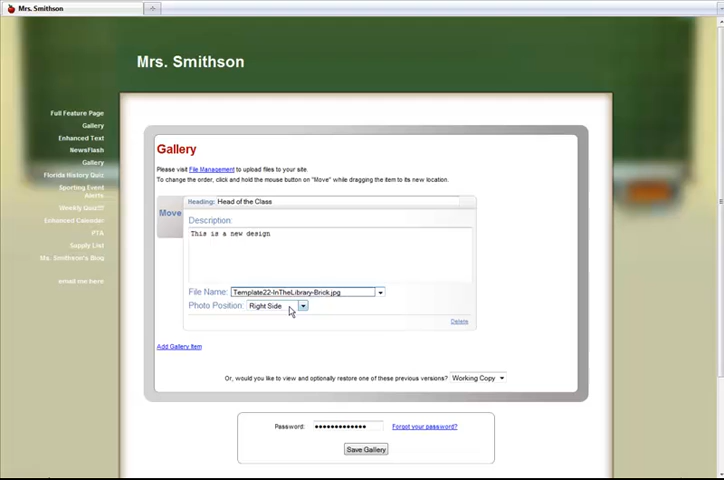 Mrs. Smithson
Mrs. Smithson
Full Feature Page
Gallery
Enhanced Text
NewsFlash
Gallery
Florida History Quiz
Sporting Event
Alerts
Weekly Quiz!!!
Enhanced Calendar
PTA
Supply List
Ms. Smithson's Blog
email me here
Gallery
Please visit File Management to upload files to your site.
To change the order, click and hold the mouse button on "Move" while dragging the item to its new location.
Move
Heading: Head of the Class
Description:
This is a new design
File Name: Template22-InTheLibrary-Brick.jpg
Photo Position: Right Side
Delete
Add Gallery Item
Or, would you like to view and optionally restore one of these previous versions? Working Copy
Password: •••••••••••••
Forgot your password?
Save Gallery